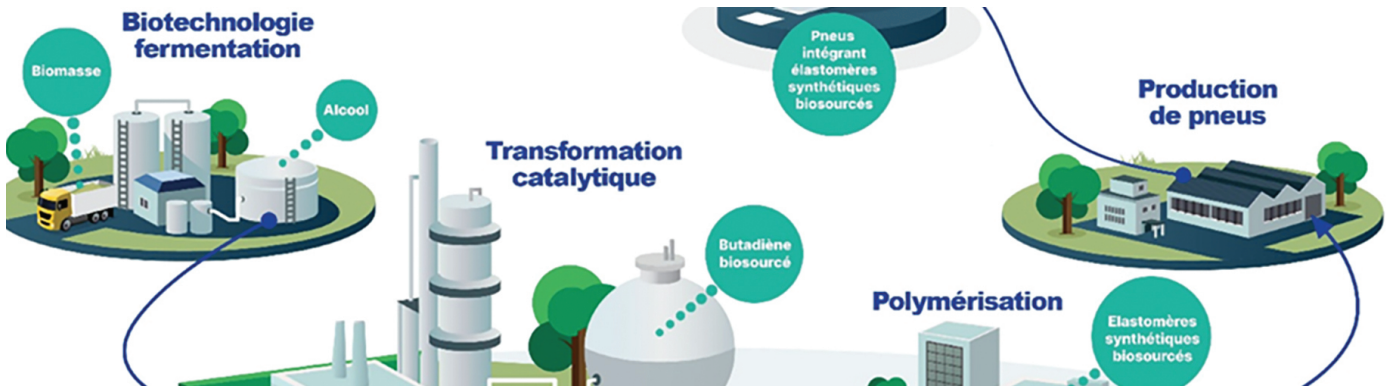 Biotechnologie
fermentation
Biomasse
Alcool
Transformation
catalytique
Butadiène
biosourcé
Pneus
intégrant
élastomères
synthétiques
biosourcés
Polymérisation
Elastomères
synthétiques
biosourcés
Production
de pneus